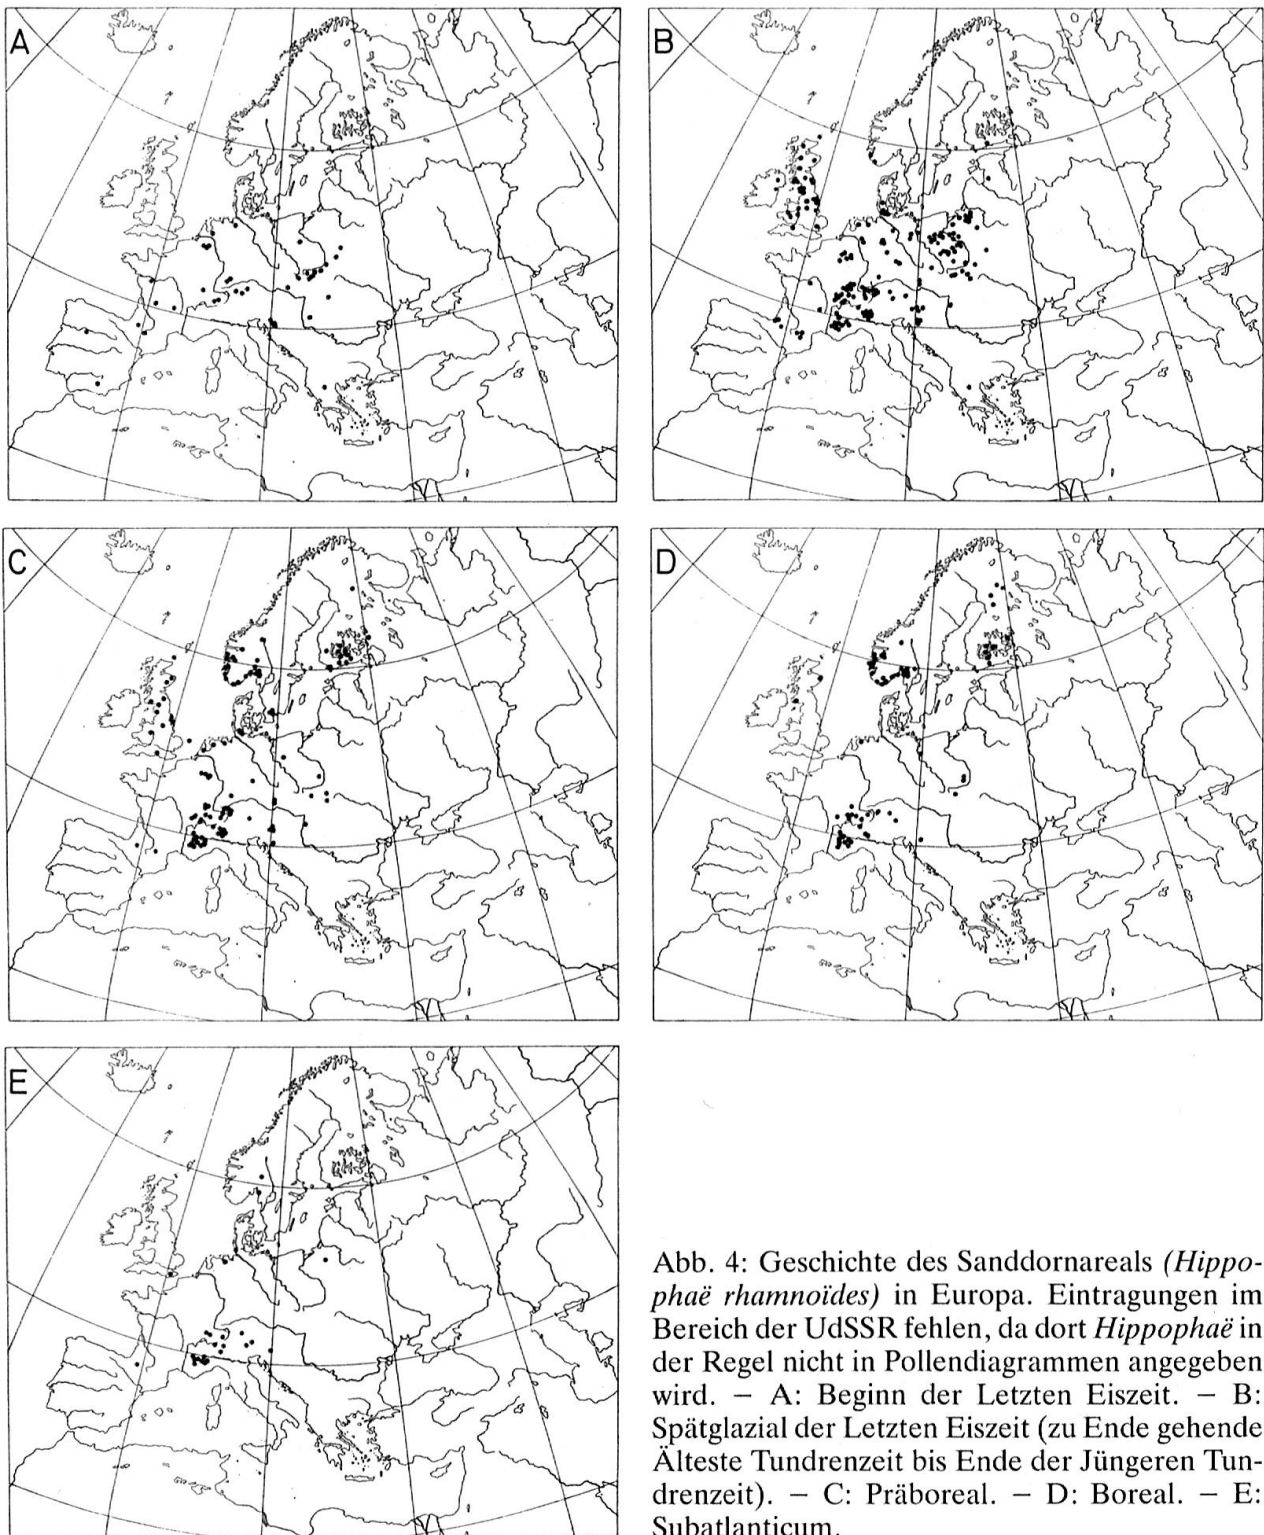 A
B
C
D
E
Abb. 4: Geschichte des Sanddornareals (Hippo-
phaë rhamnoïdes) in Europa. Eintragungen im
Bereich der UdSSR fehlen, da dort Hippophaë in
der Regel nicht in Pollendiagrammen angegeben
wird. — A: Beginn der Letzten Eiszeit. — B:
Spätglazial der Letzten Eiszeit (zu Ende gehende
Älteste Tundrenzeit bis Ende der Jüngeren Tun-
drenzeit). — C: Präboreal. — D: Boreal. — E:
Subatlanticum.